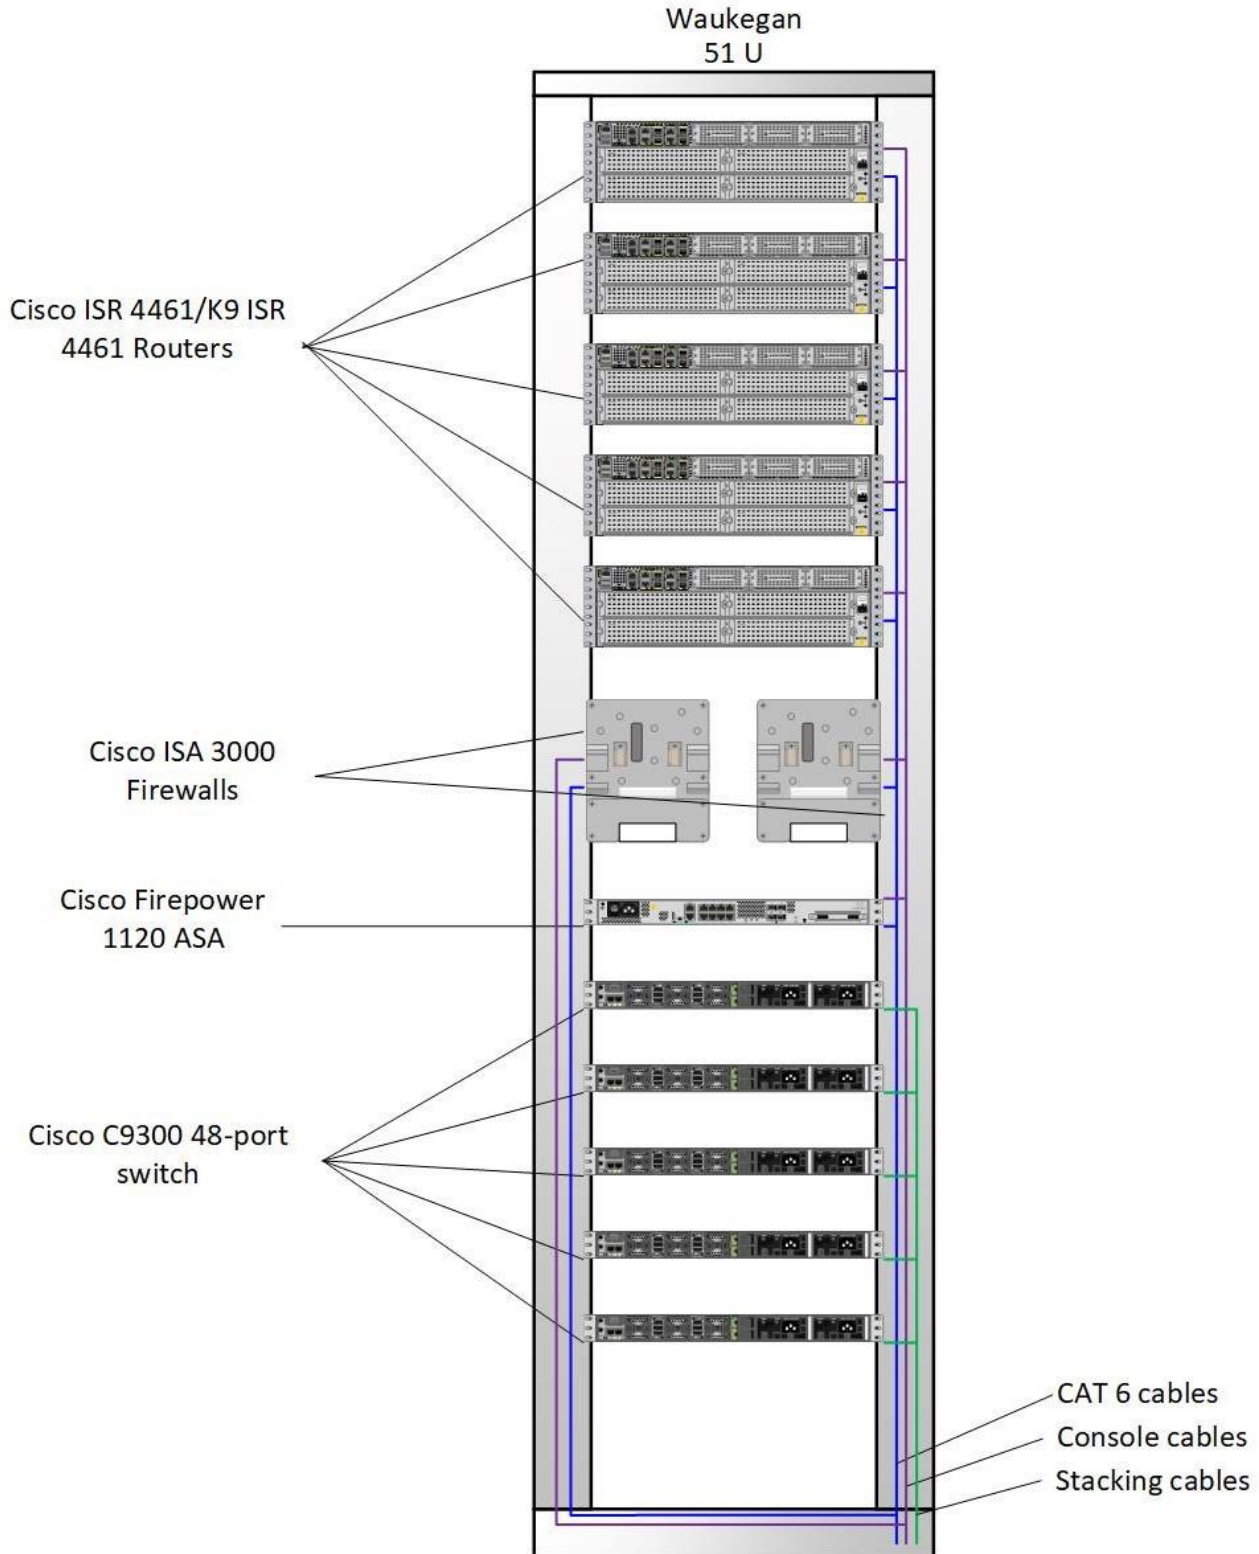 Waukegan
51 U
Cisco ISR 4461/K9 ISR
4461 Routers
Cisco ISA 3000
Firewalls
Cisco Firepower
1120 ASA
Cisco C9300 48-port
switch
CAT 6 cables
Console cables
Stacking cables